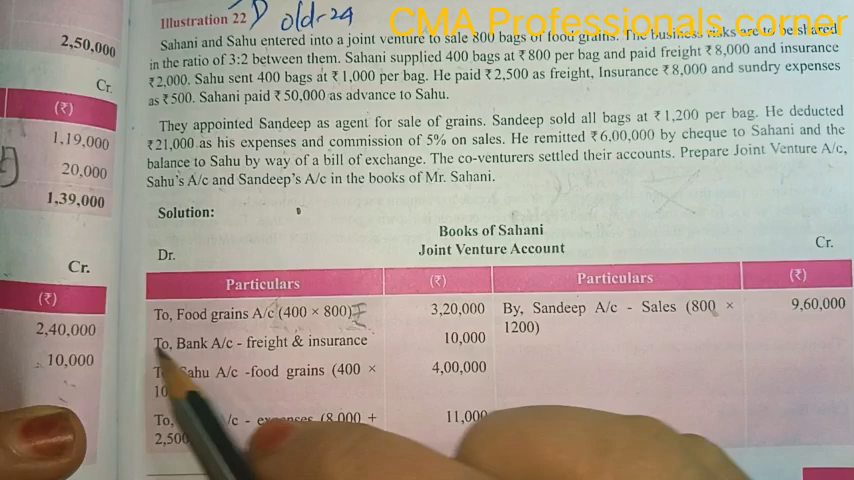 CMA Professionals corner
Illustration 22 old-24
Sahani and Sahu entered into a joint venture to sale 800 bags of food grains. The business risks are to be shared
in the ratio of 3:2 between them. Sahani supplied 400 bags at ₹800 per bag and paid freight ₹8,000 and insurance
₹2,000. Sahu sent 400 bags at ₹1,000 per bag. He paid ₹2,500 as freight, Insurance ₹8,000 and sundry expenses
as ₹500. Sahani paid ₹50,000 as advance to Sahu.
They appointed Sandeep as agent for sale of grains. Sandeep sold all bags at ₹1,200 per bag. He deducted
₹21,000 as his expenses and commission of 5% on sales. He remitted ₹6,00,000 by cheque to Sahani and the
balance to Sahu by way of a bill of exchange. The co-venturers settled their accounts. Prepare Joint Venture A/c,
Sahu's A/c and Sandeep's A/c in the books of Mr. Sahani.
Solution:
Books of Sahani
Dr. Joint Venture Account Cr.
Particulars (₹) Particulars (₹)
To, Food grains A/c (400 × 800) 3,20,000 By, Sandeep A/c - Sales (800 × 9,60,000
1200)
To, Bank A/c - freight & insurance 10,000
Sahu A/c -food grains (400 × 4,00,000
To, /c - (8,000 + 11,000
2,500
2,50,000
Cr.
(₹)
1,19,000
20,000
1,39,000
Cr.
(₹)
2,40,000
10,000